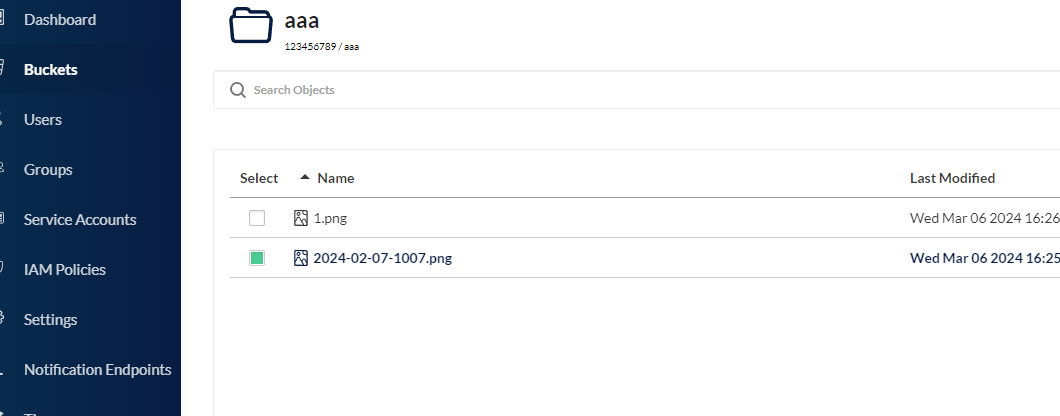 Dashboard
Buckets
Users
Groups
Service Accounts
IAM Policies
Settings
Notification Endpoints
aaa
123456789 / aaa
Search Objects
Select Name Last Modified
1.png Wed Mar 06 2024 16:26
2024-02-07-1007.png Wed Mar 06 2024 16:25